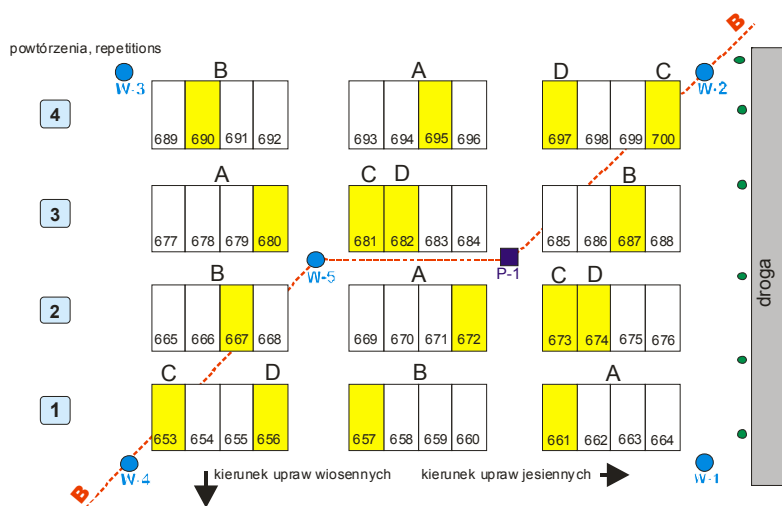 B
powtórzenia, repetitions
B A D C
W-3 W-2
4
689 690 691 692 693 694 695 696 697 698 699 700
A C D B
3
677 678 679 680 681 682 683 684 685 686 687 688
W-5 P-1
B A C D
2
665 666 667 668 669 670 671 672 673 674 675 676
droga
C D B A
1
653 654 655 656 657 658 659 660 661 662 663 664
W-4 kierunek upraw wiosennych kierunek upraw jesiennych W-1
B